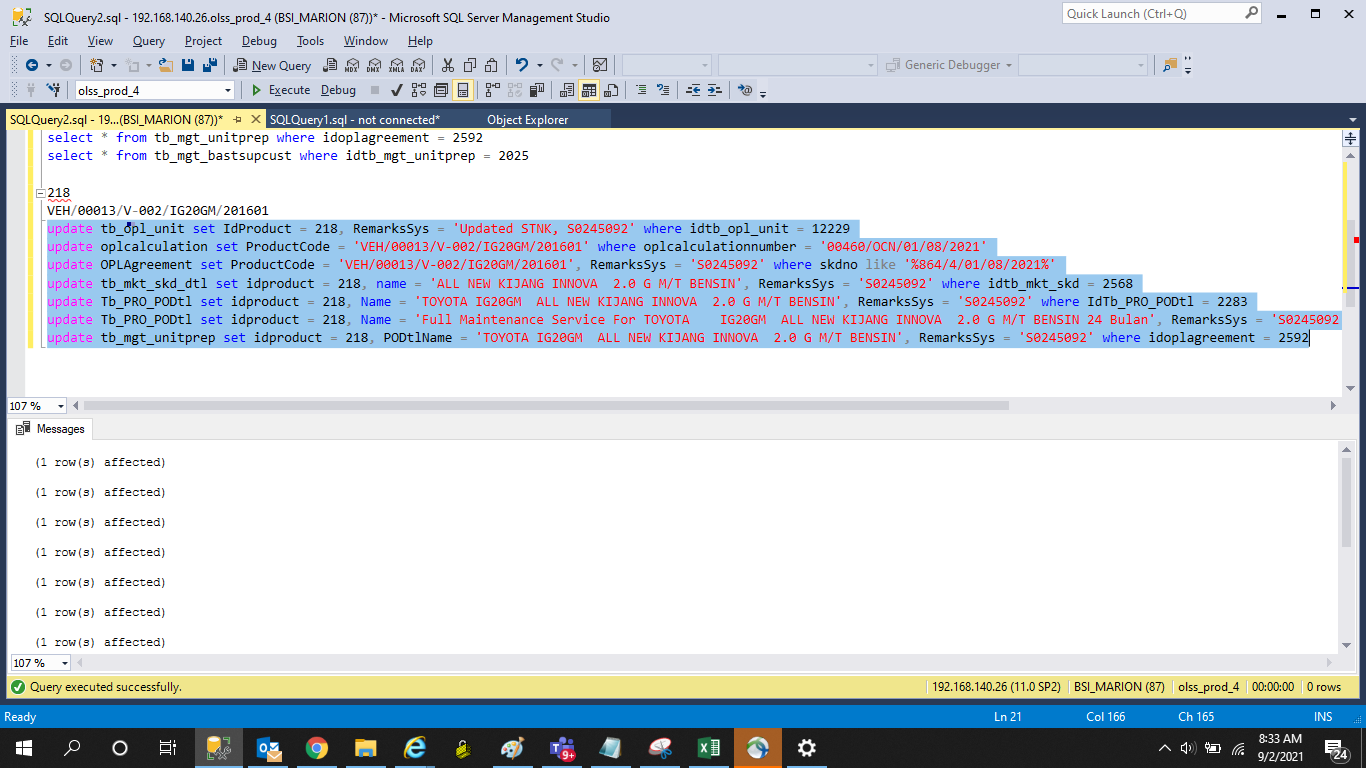 SQLQuery2.sql - 192.168.140.26.olss_prod_4 (BSI_MARION (87))* - Microsoft SQL Server Management Studio
Quick Launch (Ctrl+Q)
File Edit View Query Project Debug Tools Window Help
New Query
MDX DMX XMLA DAX
Generic Debugger
olss_prod_4
Execute Debug
SQLQuery2.sql - 19...(BSI_MARION (87))* SQLQuery1.sql - not connected* Object Explorer
select * from tb_mgt_unitprep where idoplagreement = 2592
select * from tb_mgt_bastsupcust where idtb_mgt_unitprep = 2025
218
VEH/00013/V-002/IG20GM/201601
update tb_opl_unit set IdProduct = 218, RemarksSys = 'Updated STNK, S0245092' where idtb_opl_unit = 12229
update oplcalculation set ProductCode = 'VEH/00013/V-002/IG20GM/201601' where oplcalculationnumber = '00460/OCN/01/08/2021'
update OPLAgreement set ProductCode = 'VEH/00013/V-002/IG20GM/201601', RemarksSys = 'S0245092' where skdno like '%864/4/01/08/2021%'
update tb_mkt_skd_dtl set idproduct = 218, name = 'ALL NEW KIJANG INNOVA  2.0 G M/T BENSIN', RemarksSys = 'S0245092' where idtb_mkt_skd = 2568
update Tb_PRO_PODtl set idproduct = 218, Name = 'TOYOTA IG20GM  ALL NEW KIJANG INNOVA  2.0 G M/T BENSIN', RemarksSys = 'S0245092' where IdTb_PRO_PODtl = 2283
update Tb_PRO_PODtl set idproduct = 218, Name = 'Full Maintenance Service For TOYOTA    IG20GM  ALL NEW KIJANG INNOVA  2.0 G M/T BENSIN 24 Bulan', RemarksSys = 'S0245092
update tb_mgt_unitprep set idproduct = 218, PODtlName = 'TOYOTA IG20GM  ALL NEW KIJANG INNOVA  2.0 G M/T BENSIN', RemarksSys = 'S0245092' where idoplagreement = 2592
107 %
Messages
(1 row(s) affected)
(1 row(s) affected)
(1 row(s) affected)
(1 row(s) affected)
(1 row(s) affected)
(1 row(s) affected)
(1 row(s) affected)
107 %
Query executed successfully. 192.168.140.26 (11.0 SP2) BSI_MARION (87) olss_prod_4 00:00:00 0 rows
Ready Ln 21 Col 166 Ch 165 INS
9+
8:33 AM
9/2/2021
24